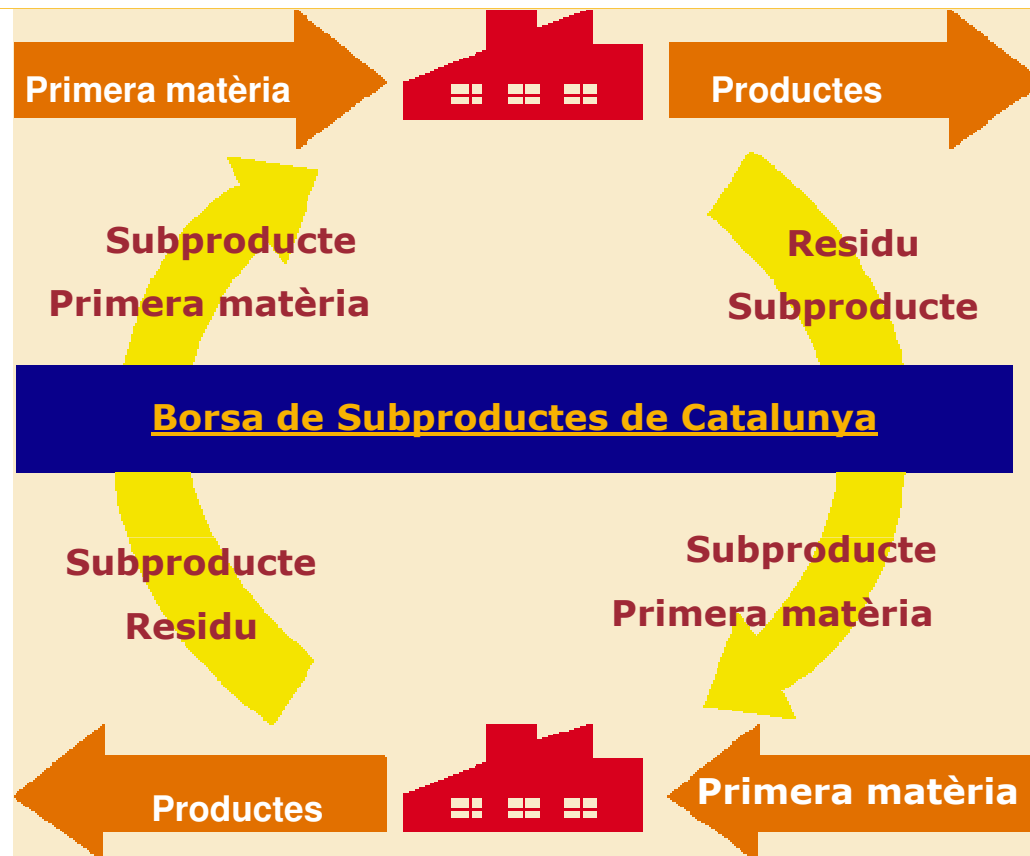 Primera matèria
Productes
Subproducte
Primera matèria
Residu
Subproducte
Borsa de Subproductes de Catalunya
Subproducte
Residu
Subproducte
Primera matèria
Productes
Primera matèria